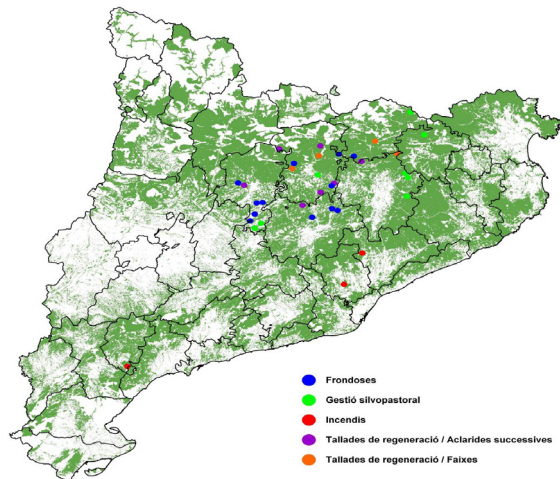 Frondoses
Gestió silvopastoral
Incendis
Tallades de regeneració / Aclarides successives
Tallades de regeneració / Faixes